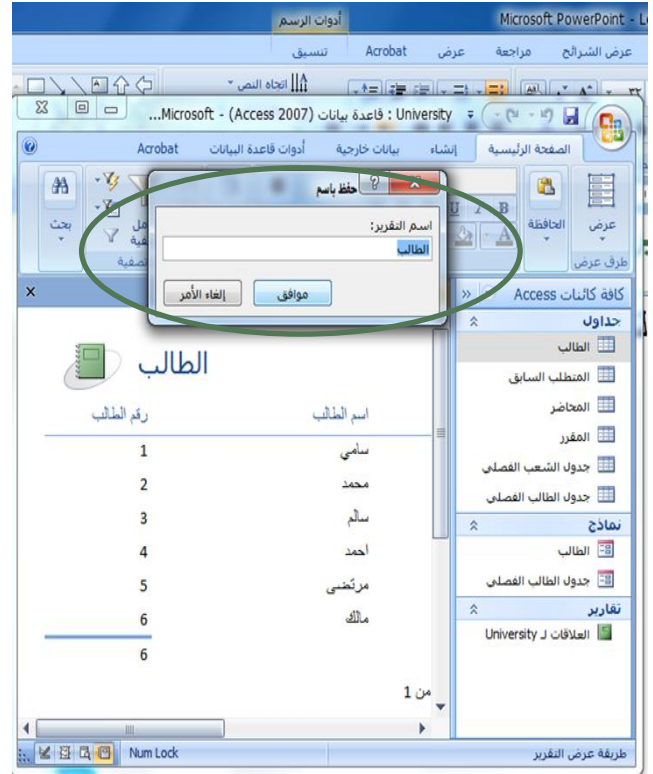 أدوات الرسم
Microsoft PowerPoint - L
عرض الشرائح
مراجعة
عرض
Acrobat
تنسيق
اتجاه النص
University : قاعدة بيانات (Access 2007) - Microsoft...
الصفحة الرئيسية
إنشاء
بيانات خارجية
أدوات قاعدة البيانات
Acrobat
عرض
الحافظة
بحث
طرق عرض
حفظ باسم
اسم التقرير:
الطالب
موافق
إلغاء الأمر
كافة كائنات Access
جداول
الطالب
المتطلب السابق
المحاضر
المقرر
جدول الشعب الفصلي
جدول الطالب الفصلي
نماذج
الطالب
جدول الطالب الفصلي
تقارير
العلاقات لـ University
الطالب
اسم الطالب رقم الطالب
سامي 1
محمد 2
سالم 3
احمد 4
مرتضى 5
مالك 6
6
من 1
طريقة عرض التقرير
Num Lock